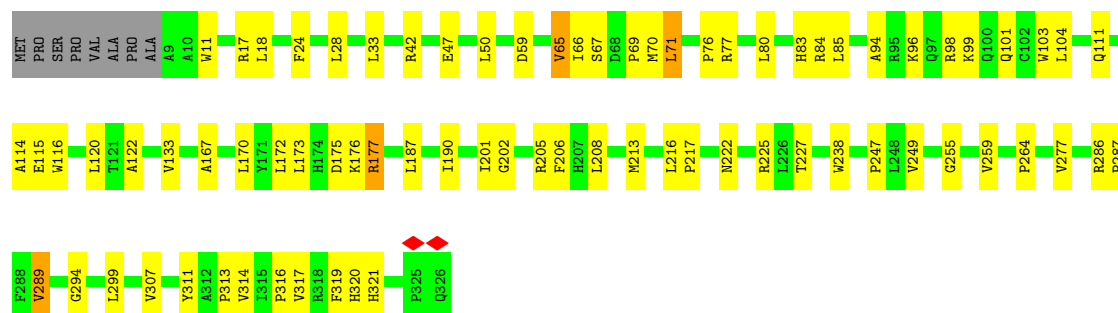 MET PRO SER PRO VAL ALA PRO ALA A9 A10 W11 R17 L18 F24 L28 L33 R42 E47 L50 D59 V65 I66 S67 D68 P69 M70 L71 P76 R77 L80 H83 R84 L85 A94 R95 K96 Q97 R98 K99 Q100 Q101 C102 W103 L104 Q111
A114 E115 W116 L120 T121 A122 V133 A167 L170 Y171 L172 L173 H174 D175 K176 R177 L187 I190 I201 G202 R205 F206 H207 L208 M213 L216 P217 N222 R225 L226 T227 W238 P247 L248 V249 G255 V259 P264 V277 R286
F288 V289 G294 L299 V307 Y311 A312 P313 V314 I315 P316 V317 R318 F319 H320 H321 P325 Q326